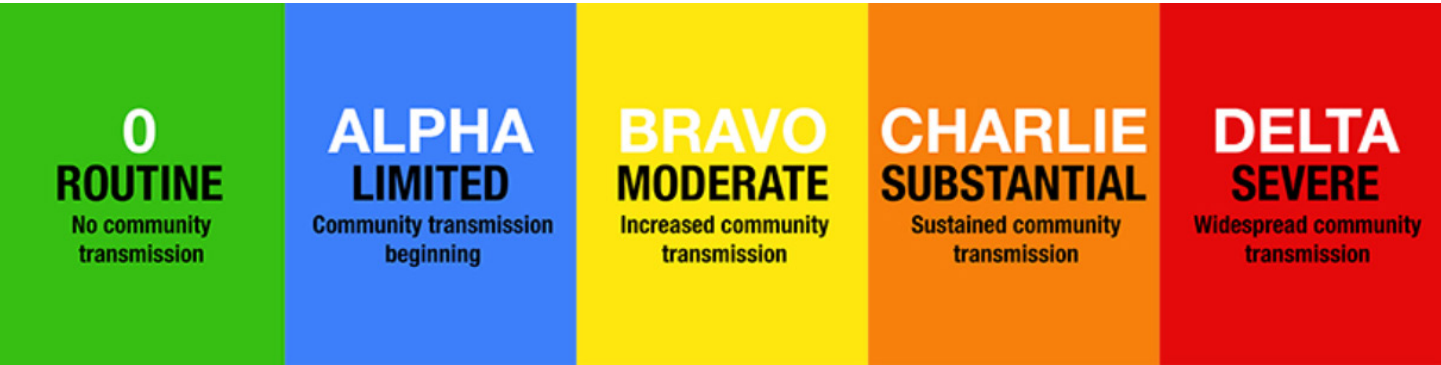 0
ROUTINE
No community
transmission
ALPHA
LIMITED
Community transmission
beginning
BRAVO
MODERATE
Increased community
transmission
CHARLIE
SUBSTANTIAL
Sustained community
transmission
DELTA
SEVERE
Widespread community
transmission